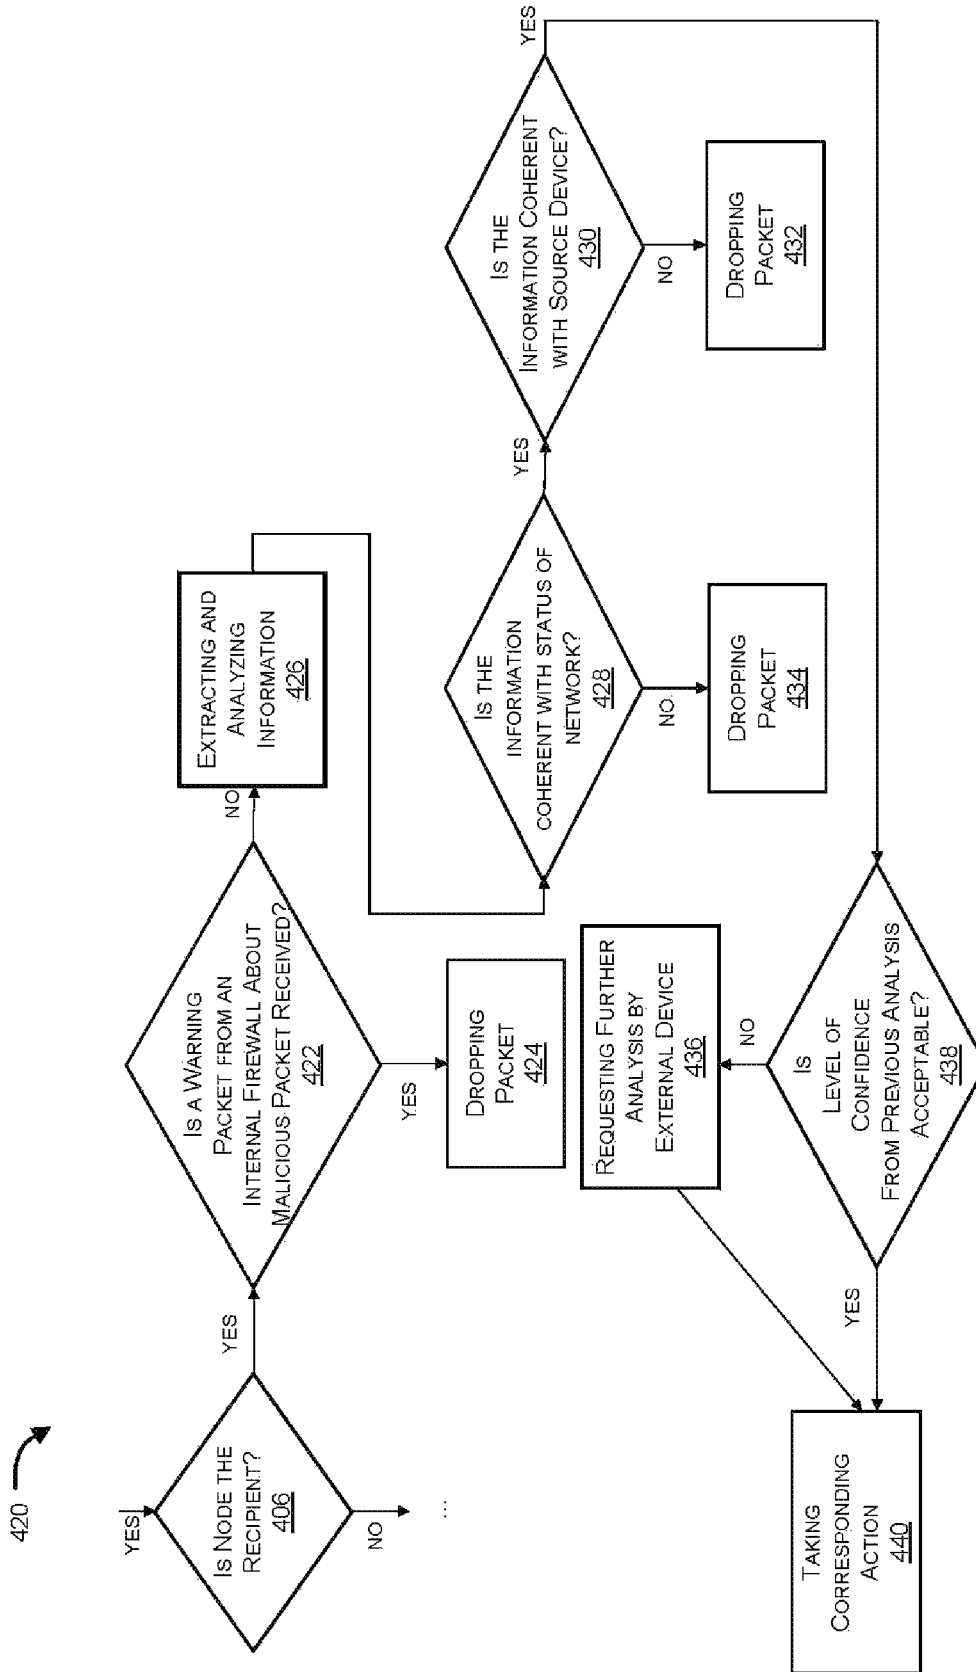 420
YES
IS NODE THE
RECIPIENT?
406
NO
...
YES
IS A WARNING
PACKET FROM AN
INTERNAL FIREWALL ABOUT
MALICIOUS PACKET RECEIVED?
422
YES
DROPPING
PACKET
424
NO
EXTRACTING AND
ANALYZING
INFORMATION
426
IS THE
INFORMATION
COHERENT WITH STATUS OF
NETWORK?
428
NO
DROPPING
PACKET
434
YES
IS THE
INFORMATION COHERENT
WITH SOURCE DEVICE?
430
NO
DROPPING
PACKET
432
YES
IS
LEVEL OF
CONFIDENCE
FROM PREVIOUS ANALYSIS
ACCEPTABLE?
438
NO
REQUESTING FURTHER
ANALYSIS BY
EXTERNAL DEVICE
436
YES
TAKING
CORRESPONDING
ACTION
440